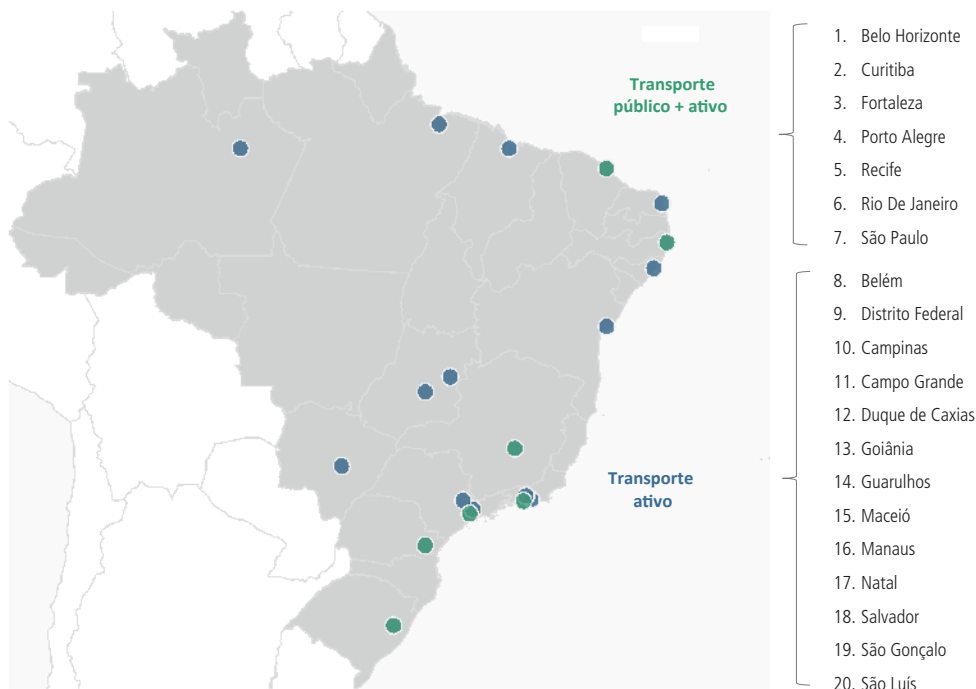 Transporte
público + ativo
1. Belo Horizonte
2. Curitiba
3. Fortaleza
4. Porto Alegre
5. Recife
6. Rio De Janeiro
7. São Paulo
Transporte
ativo
8. Belém
9. Distrito Federal
10. Campinas
11. Campo Grande
12. Duque de Caxias
13. Goiânia
14. Guarulhos
15. Maceió
16. Manaus
17. Natal
18. Salvador
19. São Gonçalo
20. São Luís